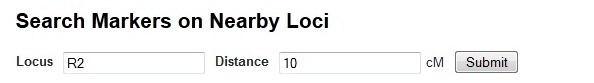 Search Markers on Nearby Loci
Locus R2 Distance 10 cM Submit